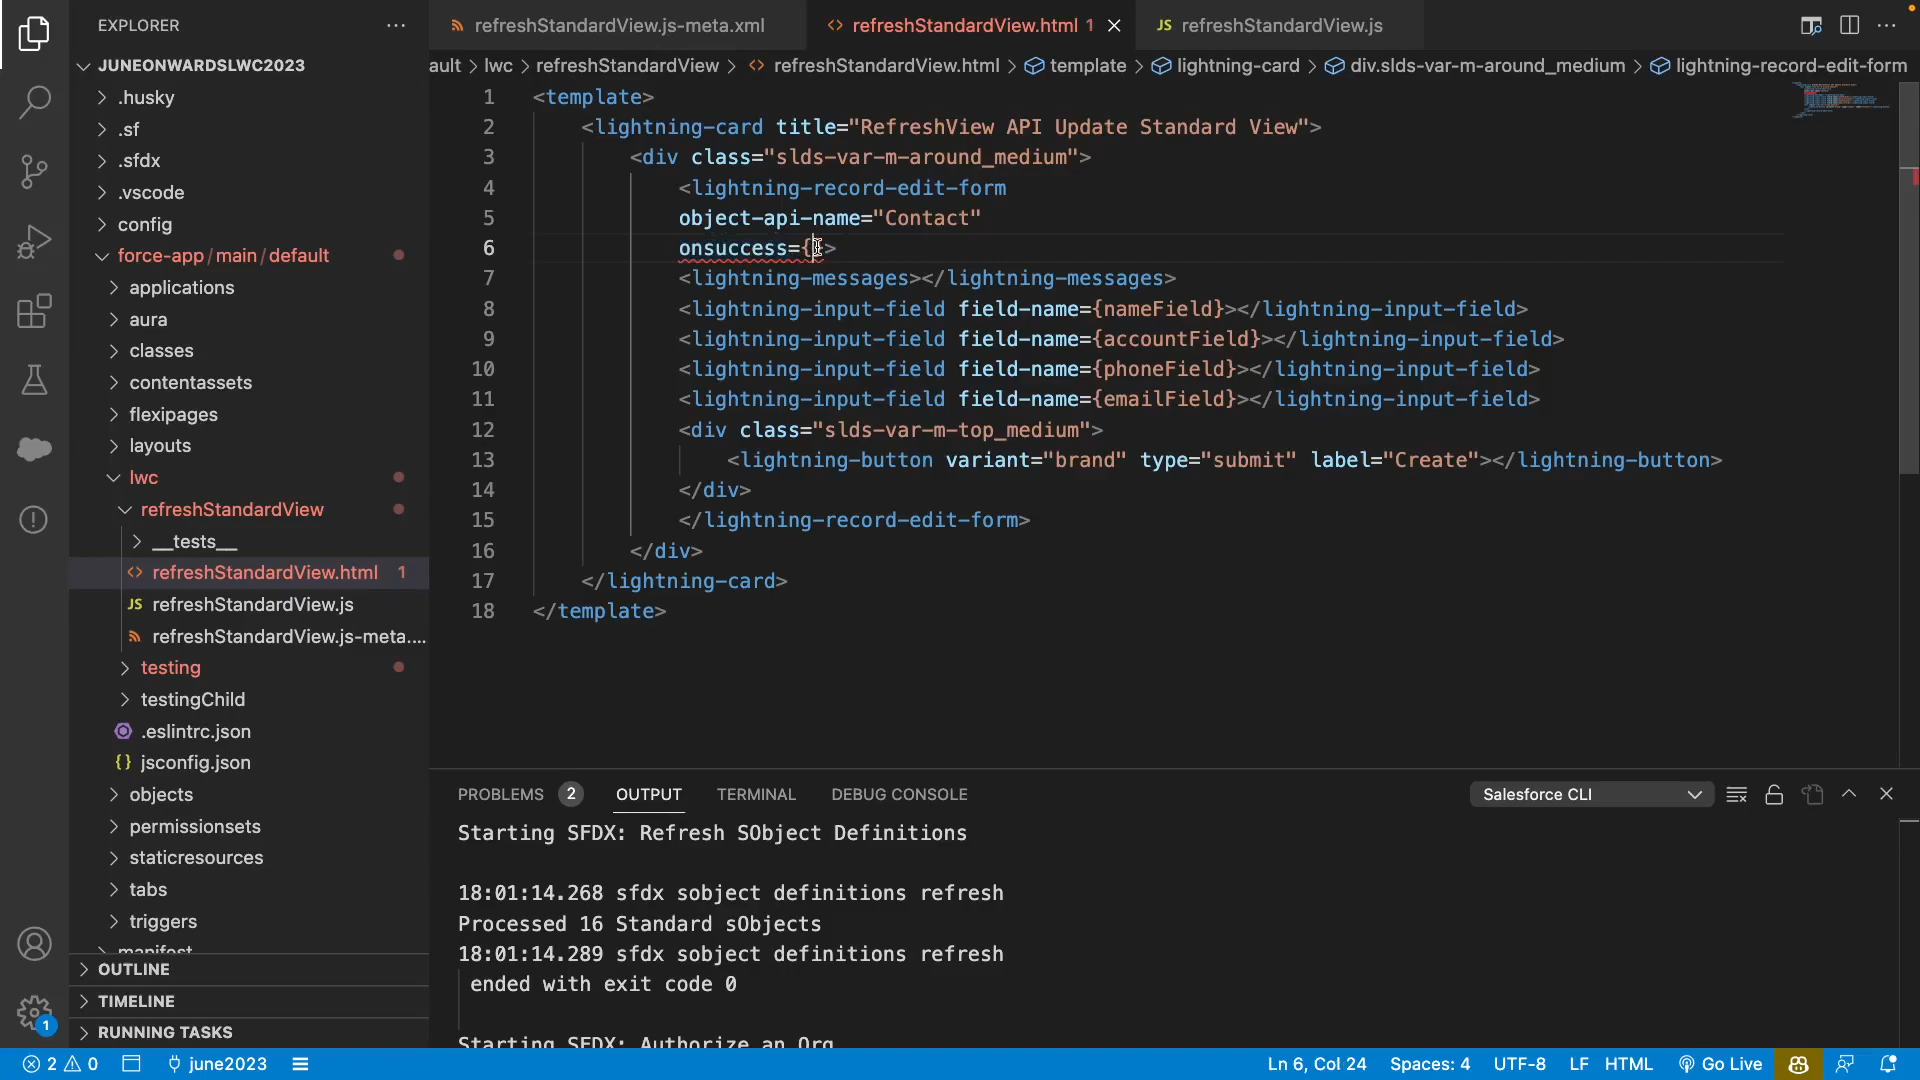 EXPLORER
JUNEONWARDSLWC2023
.husky
.sf
.sfdx
.vscode
config
force-app / main / default
applications
aura
classes
contentassets
flexipages
layouts
lwc
refreshStandardView
__tests__
refreshStandardView.html 1
refreshStandardView.js
refreshStandardView.js-meta....
testing
testingChild
.eslintrc.json
jsconfig.json
objects
permissionsets
staticresources
tabs
triggers
manifest
OUTLINE
TIMELINE
RUNNING TASKS
refreshStandardView.js-meta.xml
refreshStandardView.html 1
JS refreshStandardView.js
ault > lwc > refreshStandardView > refreshStandardView.html > template > lightning-card > div.slds-var-m-around_medium > lightning-record-edit-form
1 <template>
2 <lightning-card title="RefreshView API Update Standard View">
3 <div class="slds-var-m-around_medium">
4 <lightning-record-edit-form
5 object-api-name="Contact"
6 onsuccess={}>
7 <lightning-messages></lightning-messages>
8 <lightning-input-field field-name={nameField}></lightning-input-field>
9 <lightning-input-field field-name={accountField}></lightning-input-field>
10 <lightning-input-field field-name={phoneField}></lightning-input-field>
11 <lightning-input-field field-name={emailField}></lightning-input-field>
12 <div class="slds-var-m-top_medium">
13 <lightning-button variant="brand" type="submit" label="Create"></lightning-button>
14 </div>
15 </lightning-record-edit-form>
16 </div>
17 </lightning-card>
18 </template>
PROBLEMS 2 OUTPUT TERMINAL DEBUG CONSOLE
Salesforce CLI
Starting SFDX: Refresh SObject Definitions
18:01:14.268 sfdx sobject definitions refresh
Processed 16 Standard sObjects
18:01:14.289 sfdx sobject definitions refresh
ended with exit code 0
Starting SFDX: Authorize an Org
1
2 0 june2023
Ln 6, Col 24 Spaces: 4 UTF-8 LF HTML Go Live